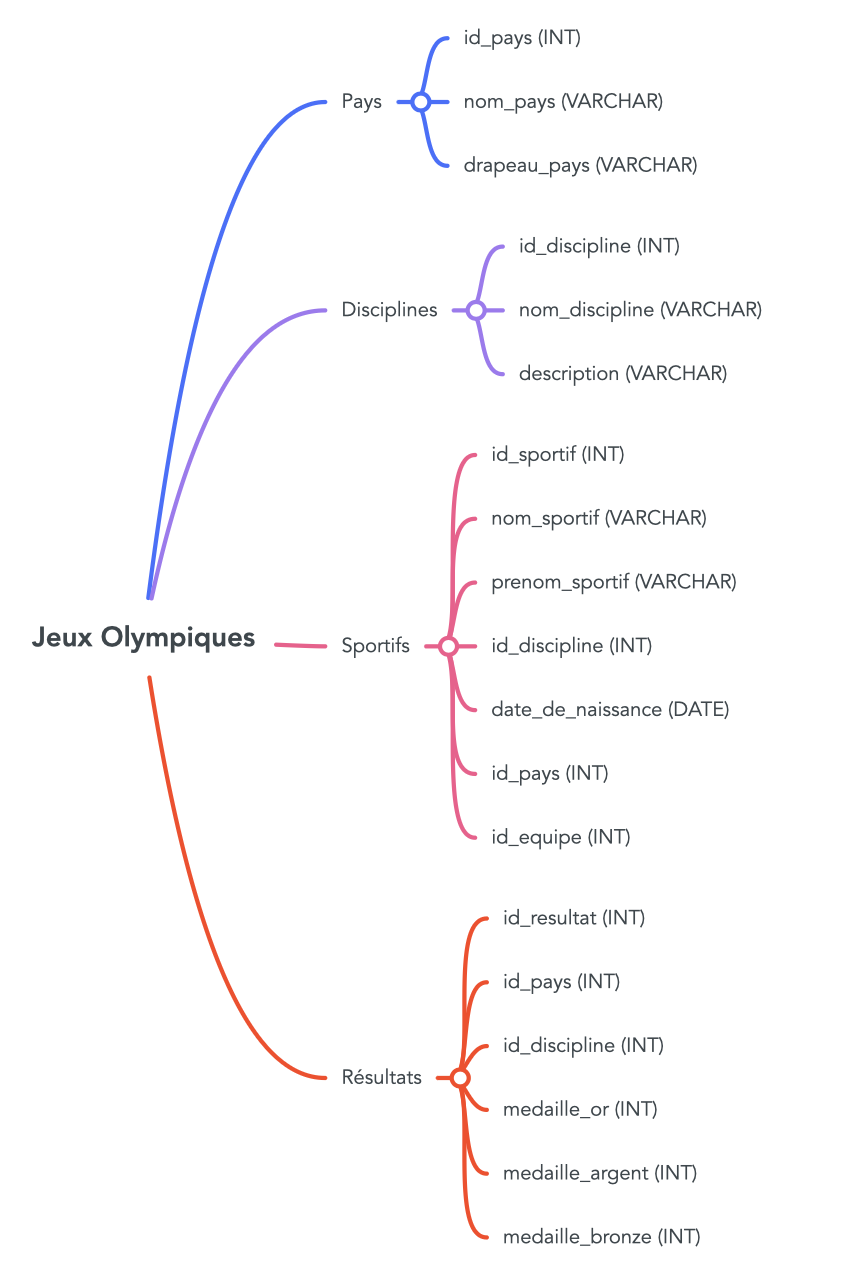 id_pays (INT)
Pays
nom_pays (VARCHAR)
drapeau_pays (VARCHAR)
id_discipline (INT)
Disciplines
nom_discipline (VARCHAR)
description (VARCHAR)
id_sportif (INT)
nom_sportif (VARCHAR)
prenom_sportif (VARCHAR)
Jeux Olympiques
Sportifs
id_discipline (INT)
date_de_naissance (DATE)
id_pays (INT)
id_equipe (INT)
id_resultat (INT)
id_pays (INT)
id_discipline (INT)
Résultats
medaille_or (INT)
medaille_argent (INT)
medaille_bronze (INT)